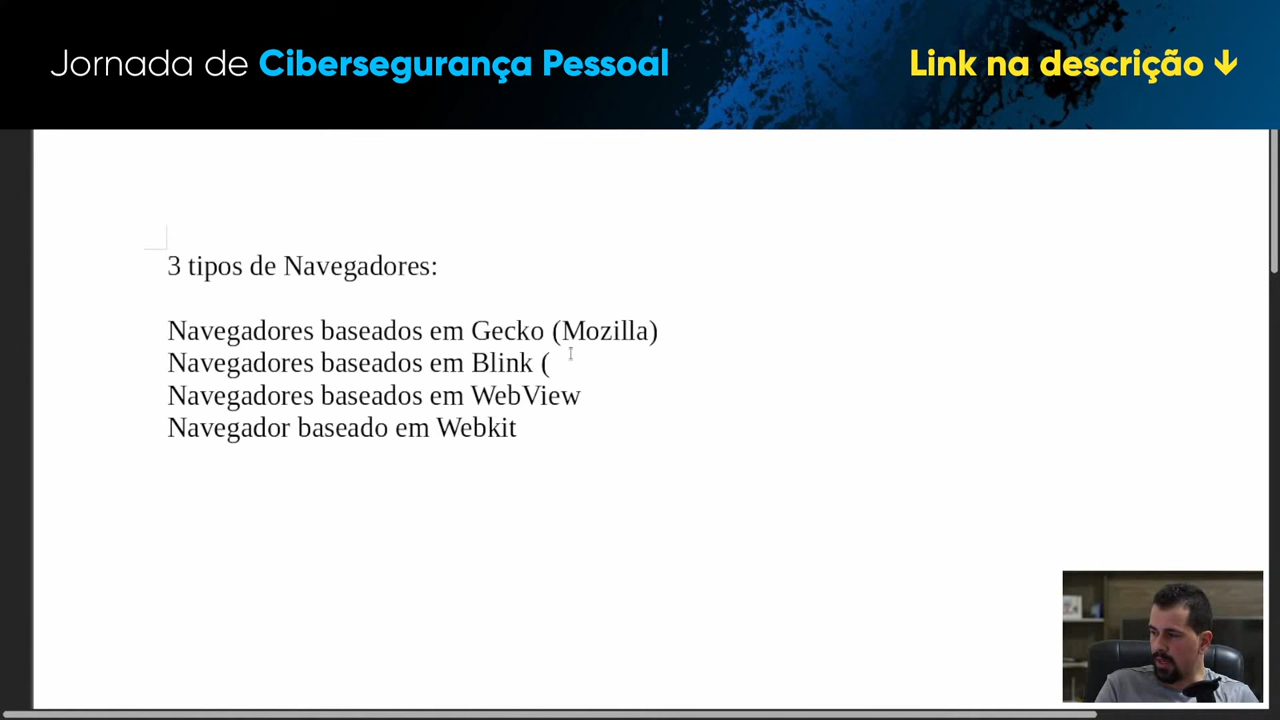 Jornada de Cibersegurança Pessoal
Link na descrição ↓
3 tipos de Navegadores:
Navegadores baseados em Gecko (Mozilla)
Navegadores baseados em Blink (
Navegadores baseados em WebView
Navegador baseado em Webkit